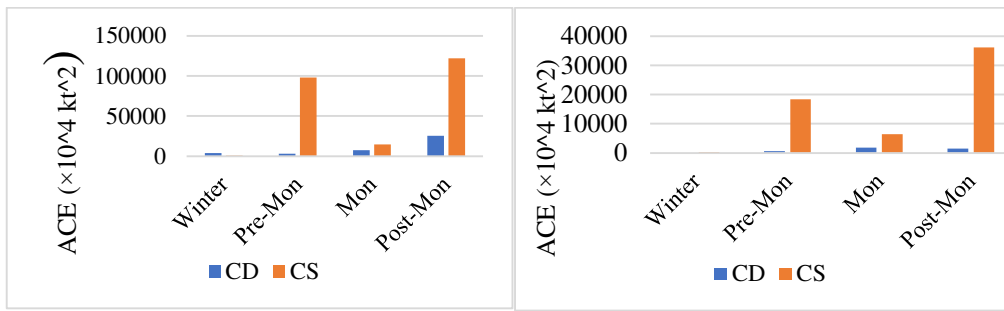 ACE (×10^4 kt^2)
150000
100000
50000
0
Winter
Pre-Mon
Mon
Post-Mon
CD CS
ACE (×10^4 kt^2)
40000
30000
20000
10000
0
Winter
Pre-Mon
Mon
Post-Mon
CD CS